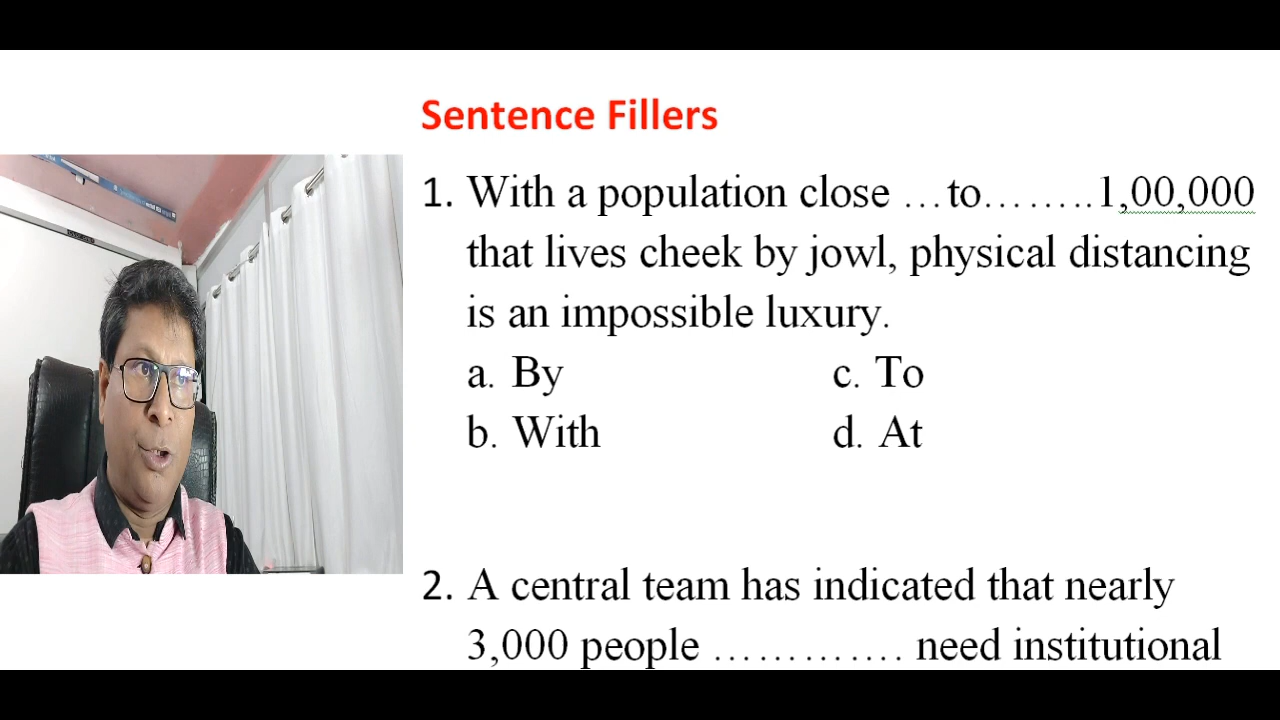 Sentence Fillers
1. With a population close …to……..1,00,000
that lives cheek by jowl, physical distancing
is an impossible luxury.
a. By c. To
b. With d. At
2. A central team has indicated that nearly
3,000 people …………. need institutional